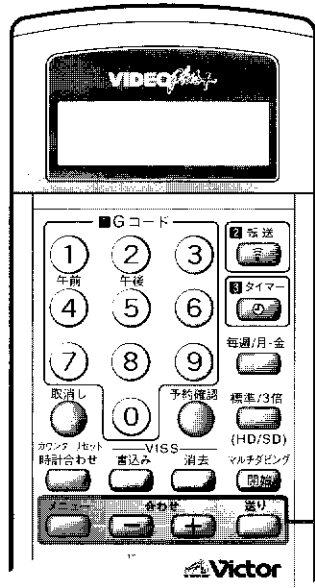 VIDEOplus+
1 Gコード
2 転送
1 2 3
午前 午後
3 タイマー
4 5 6
毎週/月-金
7 8 9
取消し 予約確認 標準/3倍
0
(HD/SD)
カウンターリセット VISS
時計合わせ 書込み 消去 マルチダビング
開始
メニュー 合わせ 送り
− +
Victor